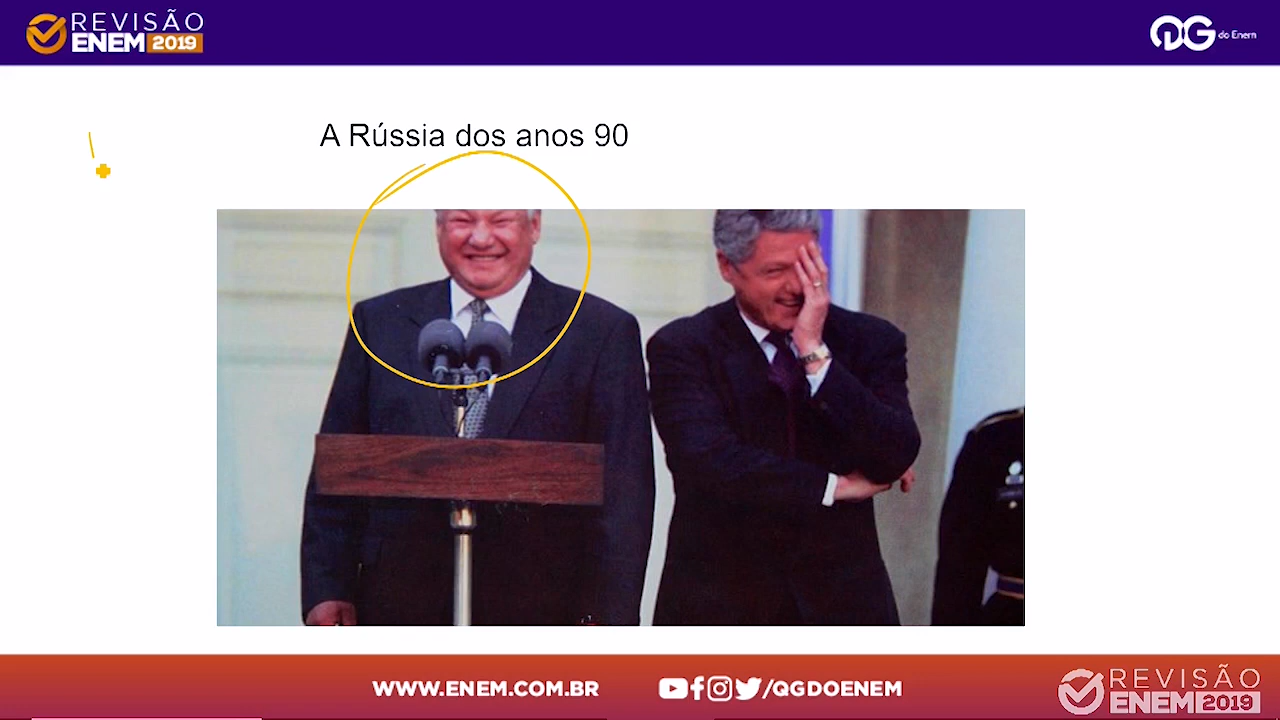 REVISÃO
ENEM 2019
QG do Enem
A Rússia dos anos 90
WWW.ENEM.COM.BR
/QGDOENEM
REVISÃO
ENEM 2019